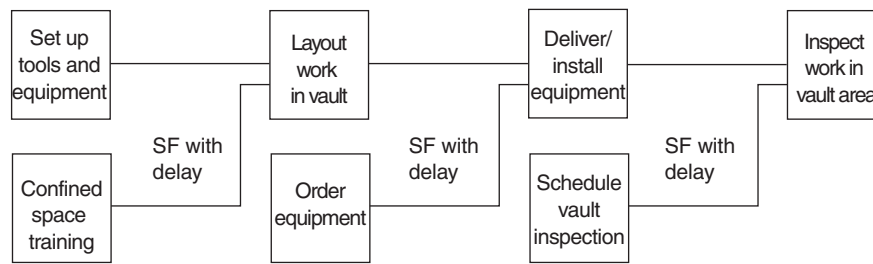 Set up
tools and
equipment
Layout
work
in vault
Deliver/
install
equipment
Inspect
work in
vault area
SF with
delay
SF with
delay
SF with
delay
Confined
space
training
Order
equipment
Schedule
vault
inspection